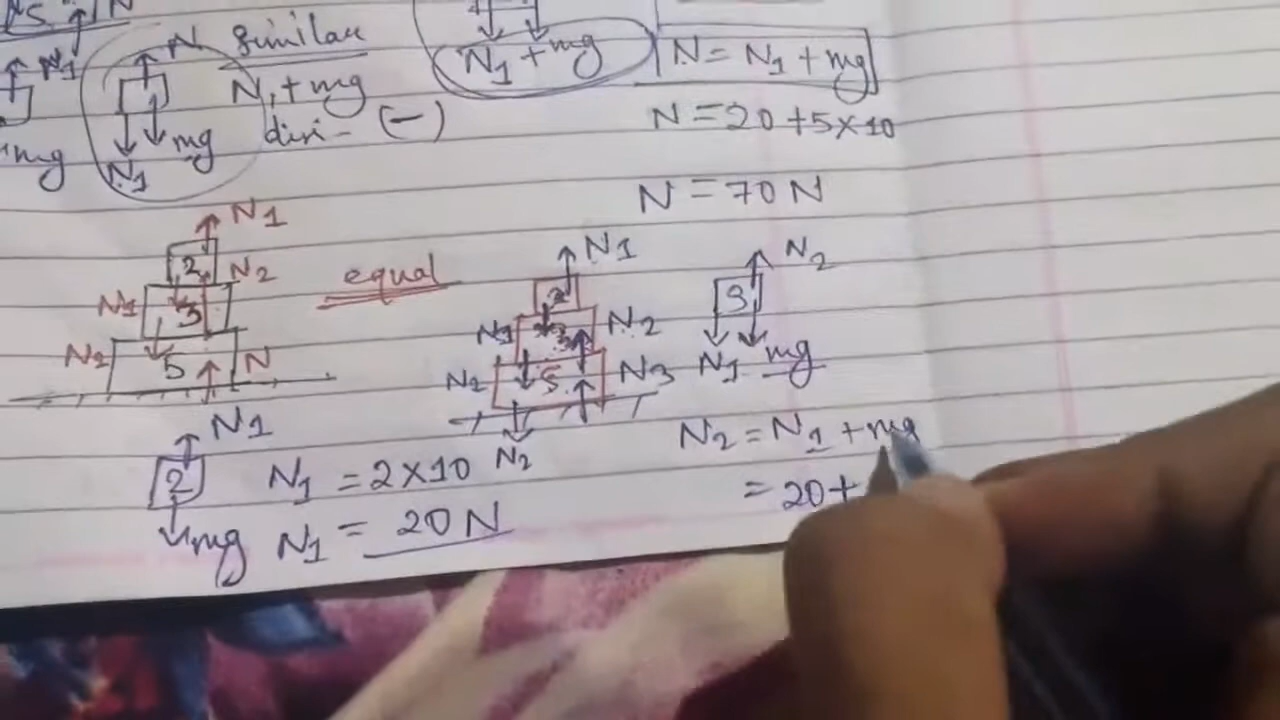 N
N1
mg
N similar
N1 + mg
diri- (-)
mg
N1
N1 + mg
N = N1 + mg
N = 20 + 5 × 10
N = 70 N
N1
2
N2
N1
3
N2
5
N
equal
N1
2
N1
3
N2
N2
5
N3
N2
N2
3
N1
mg
N1
2
mg
N1 = 2 × 10
N1 = 20 N
N2 = N1 + mg
= 20 +